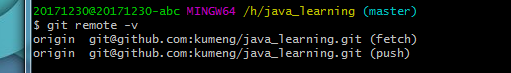 20171230@20171230-abc MINGW64 /h/java_learning (master)
$ git remote -v
origin  git@github.com:kumeng/java_learning.git (fetch)
origin  git@github.com:kumeng/java_learning.git (push)